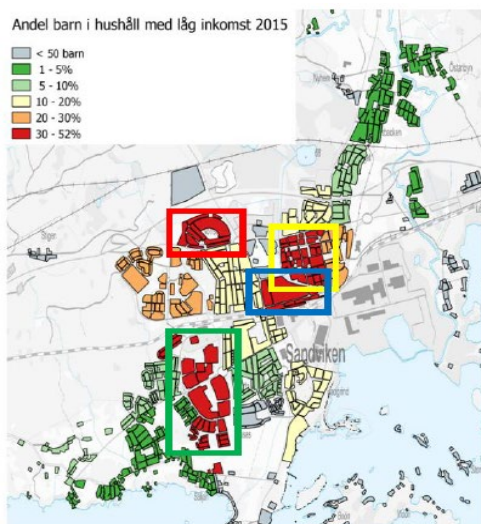 Andel barn i hushåll med låg inkomst 2015
< 50 barn
1 - 5%
5 - 10%
10 - 20%
20 - 30%
30 - 52%
Sandviken